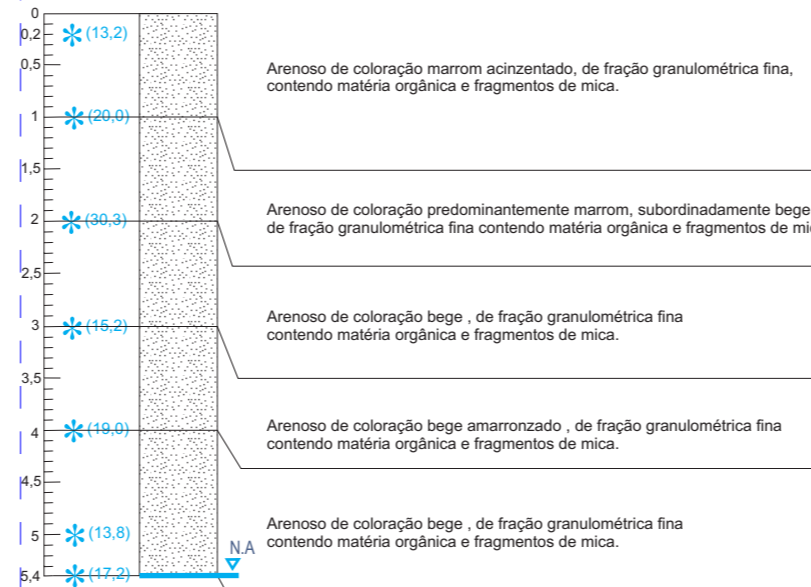 0
0,2 (13,2)
0,5
Arenoso de coloração marrom acinzentado, de fração granulométrica fina,
contendo matéria orgânica e fragmentos de mica.
1 (20,0)
1,5
Arenoso de coloração predominantemente marrom, subordinadamente bege
de fração granulométrica fina contendo matéria orgânica e fragmentos de
2 (30,3)
2,5
Arenoso de coloração bege , de fração granulométrica fina
contendo matéria orgânica e fragmentos de mica.
3 (15,2)
3,5
Arenoso de coloração bege amarronzado , de fração granulométrica fina
contendo matéria orgânica e fragmentos de mica.
4 (19,0)
4,5
Arenoso de coloração bege , de fração granulométrica fina
contendo matéria orgânica e fragmentos de mica.
5 (13,8)
N.A
5,4 (17,2)